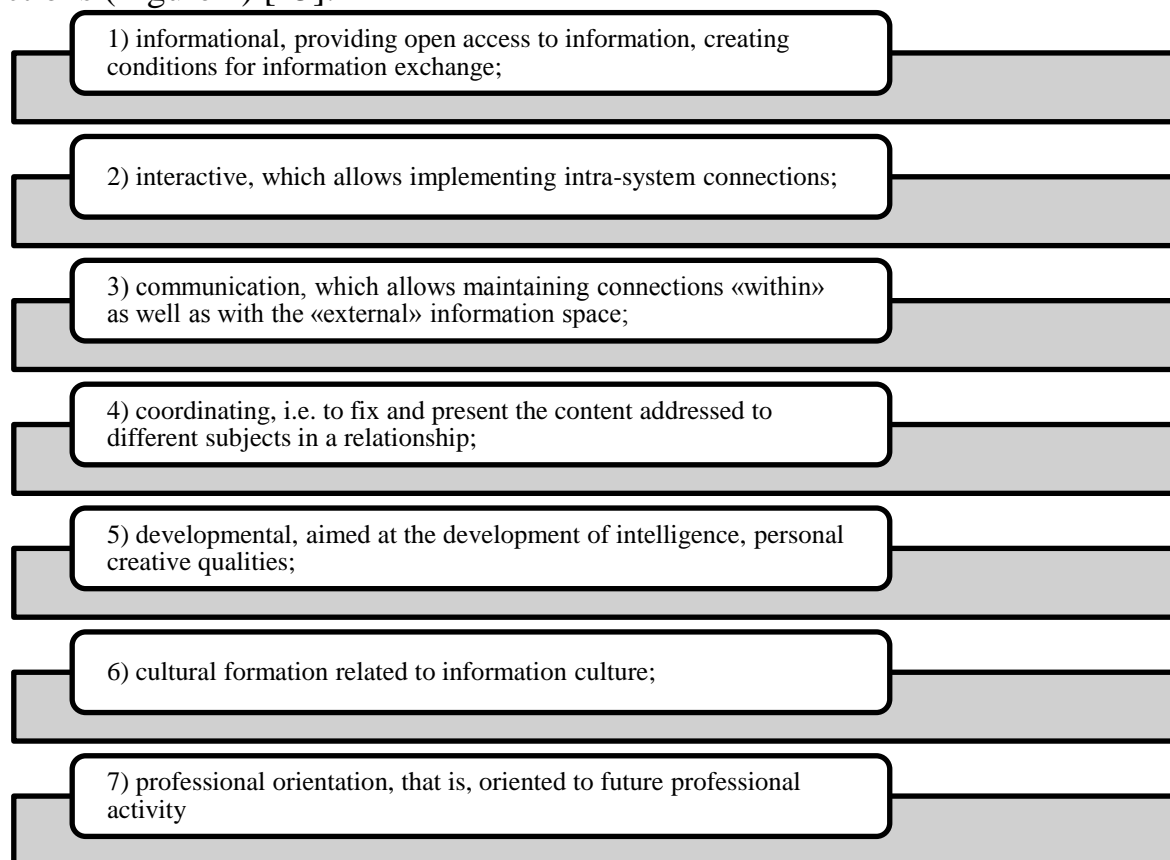 1) informational, providing open access to information, creating
conditions for information exchange;
2) interactive, which allows implementing intra-system connections;
3) communication, which allows maintaining connections «within»
as well as with the «external» information space;
4) coordinating, i.e. to fix and present the content addressed to
different subjects in a relationship;
5) developmental, aimed at the development of intelligence, personal
creative qualities;
6) cultural formation related to information culture;
7) professional orientation, that is, oriented to future professional
activity